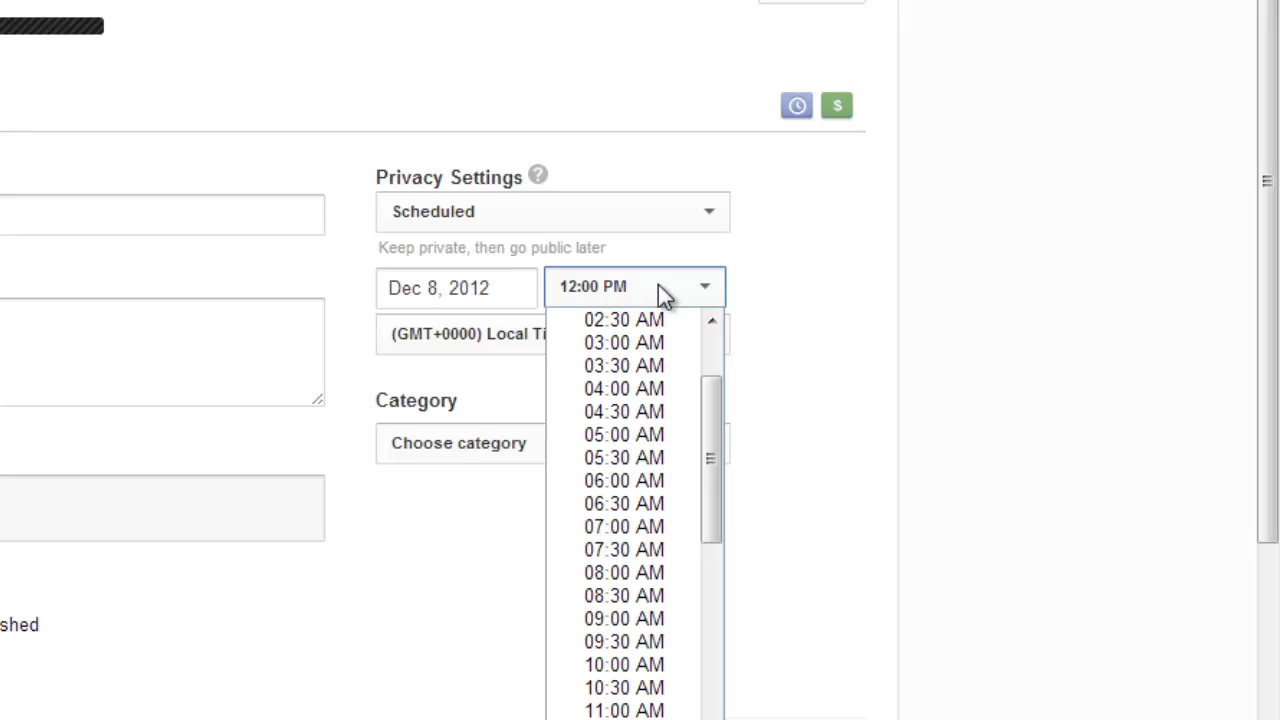 $
Privacy Settings ?
Scheduled
Keep private, then go public later
Dec 8, 2012
12:00 PM
(GMT+0000) Local Ti
02:30 AM
03:00 AM
03:30 AM
04:00 AM
04:30 AM
05:00 AM
05:30 AM
06:00 AM
06:30 AM
07:00 AM
07:30 AM
08:00 AM
08:30 AM
09:00 AM
09:30 AM
10:00 AM
10:30 AM
11:00 AM
Category
Choose category
shed